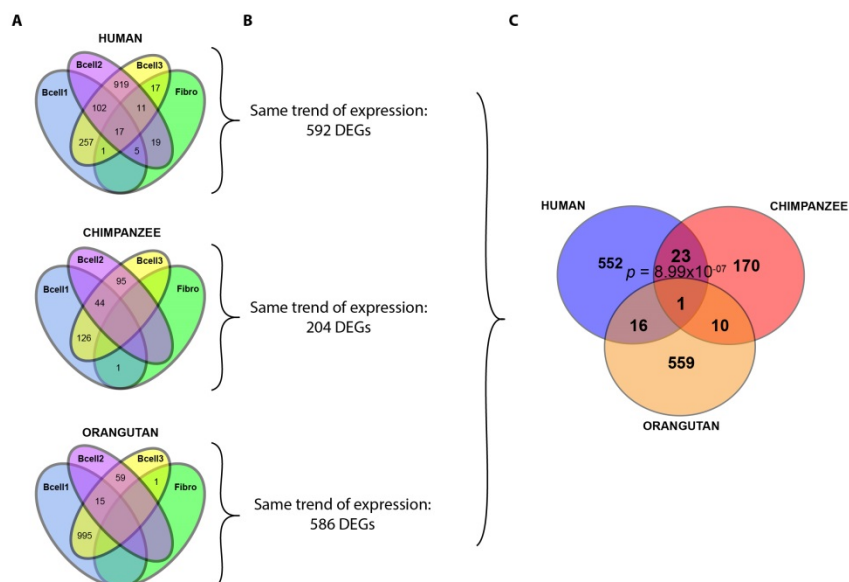 A
B
C
HUMAN
Bcell2
Bcell3
Bcell1
Fibro
919
17
102
11
17
257
1
5
19
Same trend of expression:
592 DEGs
CHIMPANZEE
Bcell2
Bcell3
Bcell1
Fibro
95
44
126
1
Same trend of expression:
204 DEGs
ORANGUTAN
Bcell2
Bcell3
Bcell1
Fibro
59
1
15
995
Same trend of expression:
586 DEGs
HUMAN
CHIMPANZEE
552
23
170
p = 8.99x10-07
1
16
10
559
ORANGUTAN